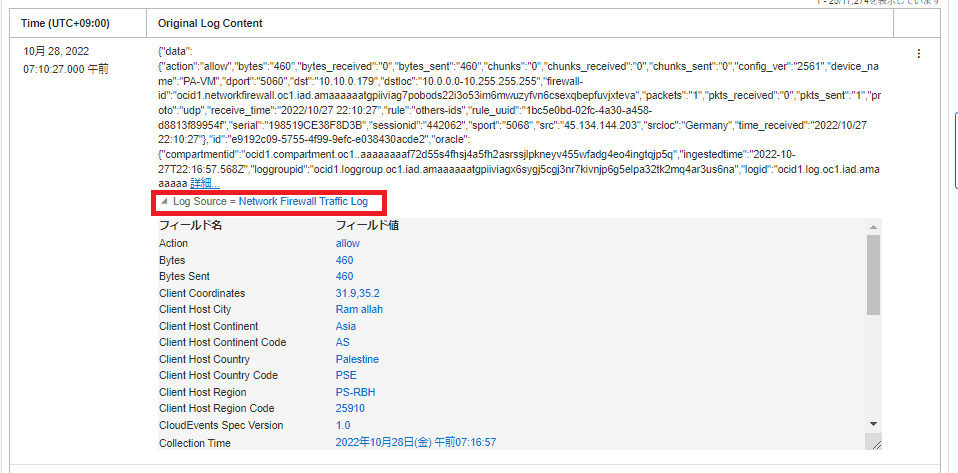 1 - 25/17,274を表示しています
Time (UTC+09:00) Original Log Content
10月 28, 2022
07:10:27.000 午前
{"data":
{"action":"allow","bytes":"460","bytes_received":"0","bytes_sent":"460","chunks":"0","chunks_received":"0","chunks_sent":"0","config_ver":"2561","device_na
me":"PA-VM","dport":"5060","dst":"10.10.0.179","dstloc":"10.0.0.0-10.255.255.255","firewall-
id":"ocid1.networkfirewall.oc1.iad.amaaaaaatgpiiviag7pobods22i3o53im6mwuzyfvn6csexqbepfuvjxteva","packets":"1","pkts_received":"0","pkts_sent":"1","pr
oto":"udp","receive_time":"2022/10/27 22:10:27","rule":"others-ids","rule_uuid":"1bc5e0bd-02fc-4a30-a458-
d8813f89954f","serial":"198519CE38F8D3B","sessionid":"442062","sport":"5068","src":"45.134.144.203","srcloc":"Germany","time_received":"2022/10/27
22:10:27"},"id":"e9192c09-5755-4f99-9efc-e038430acde2","oracle":
{"compartmentid":"ocid1.compartment.oc1..aaaaaaaaf72d55s4fhsj4a5fh2asrssjlpkneyv455wfadg4eo4ingtqjp5q","ingestedtime":"2022-10-
27T22:16:57.568Z","loggroupid":"ocid1.loggroup.oc1.iad.amaaaaaatgpiiviagx6sygj5cgj3nr7kivnjp6g5elpa32tk2mq4ar3us6na","logid":"ocid1.log.oc1.iad.am
aaaaaa 詳細...
Log Source = Network Firewall Traffic Log
フィールド名 フィールド値
Action allow
Bytes 460
Bytes Sent 460
Client Coordinates 31.9,35.2
Client Host City Ram allah
Client Host Continent Asia
Client Host Continent Code AS
Client Host Country Palestine
Client Host Country Code PSE
Client Host Region PS-RBH
Client Host Region Code 25910
CloudEvents Spec Version 1.0
Collection Time 2022年10月28日(金) 午前07:16:57